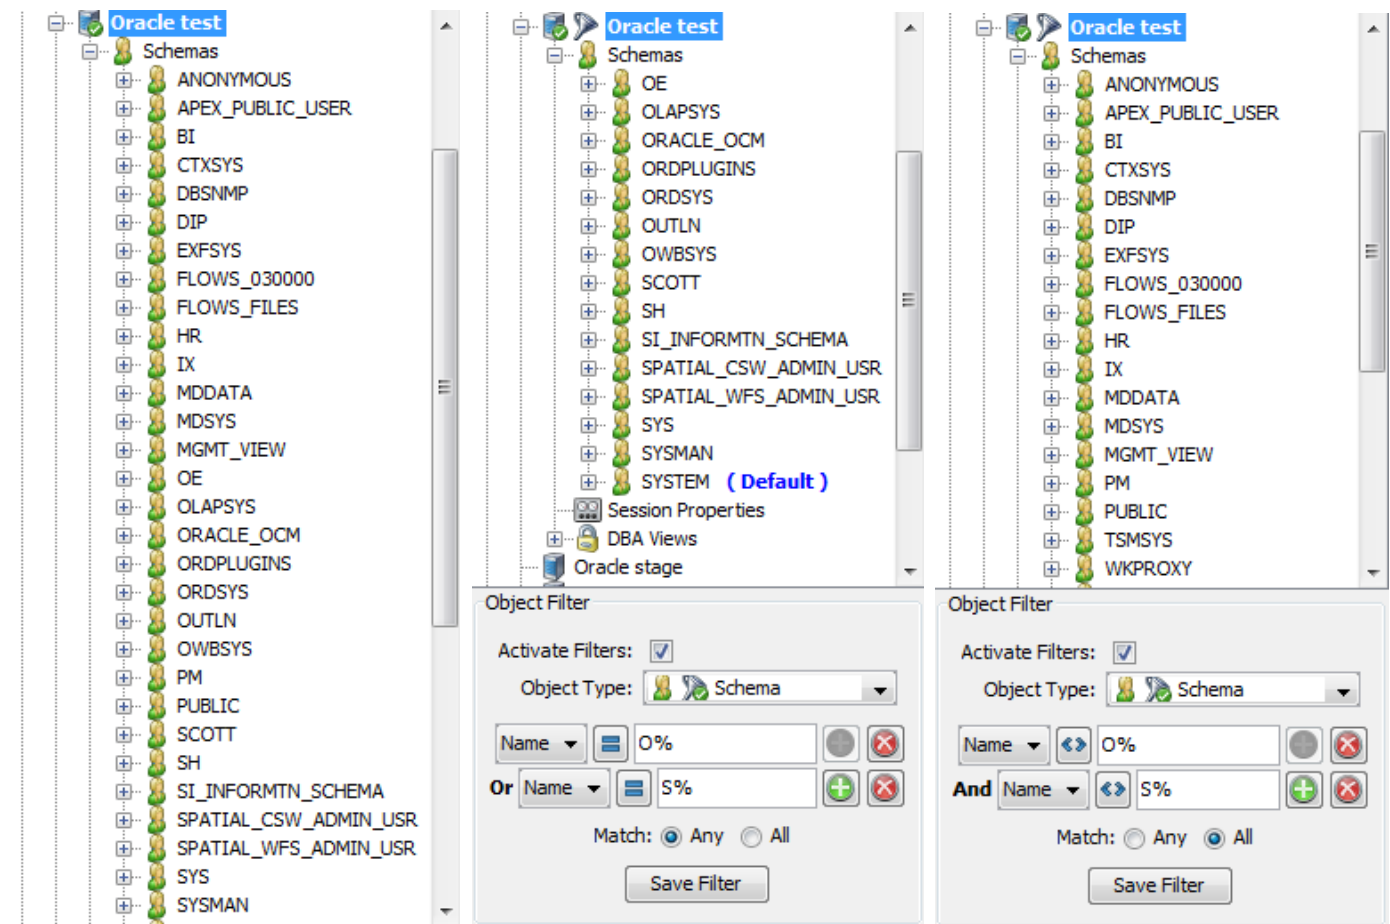 Oracle test
Schemas
ANONYMOUS
APEX_PUBLIC_USER
BI
CTXSYS
DBSNMP
DIP
EXFSYS
FLOWS_030000
FLOWS_FILES
HR
IX
MDDATA
MDSYS
MGMT_VIEW
OE
OLAPSYS
ORACLE_OCM
ORDPLUGINS
ORDSYS
OUTLN
OWBSYS
PM
PUBLIC
SCOTT
SH
SI_INFORMTN_SCHEMA
SPATIAL_CSW_ADMIN_USR
SPATIAL_WFS_ADMIN_USR
SYS
SYSMAN
Oracle test
Schemas
OE
OLAPSYS
ORACLE_OCM
ORDPLUGINS
ORDSYS
OUTLN
OWBSYS
SCOTT
SH
SI_INFORMTN_SCHEMA
SPATIAL_CSW_ADMIN_USR
SPATIAL_WFS_ADMIN_USR
SYS
SYSMAN
SYSTEM ( Default )
Session Properties
DBA Views
Oracle stage
Object Filter
Activate Filters:
Object Type: Schema
Name = O%
Or Name = S%
Match: Any All
Save Filter
Oracle test
Schemas
ANONYMOUS
APEX_PUBLIC_USER
BI
CTXSYS
DBSNMP
DIP
EXFSYS
FLOWS_030000
FLOWS_FILES
HR
IX
MDDATA
MDSYS
MGMT_VIEW
PM
PUBLIC
TSMSYS
WKPROXY
Object Filter
Activate Filters:
Object Type: Schema
Name <> O%
And Name <> S%
Match: Any All
Save Filter